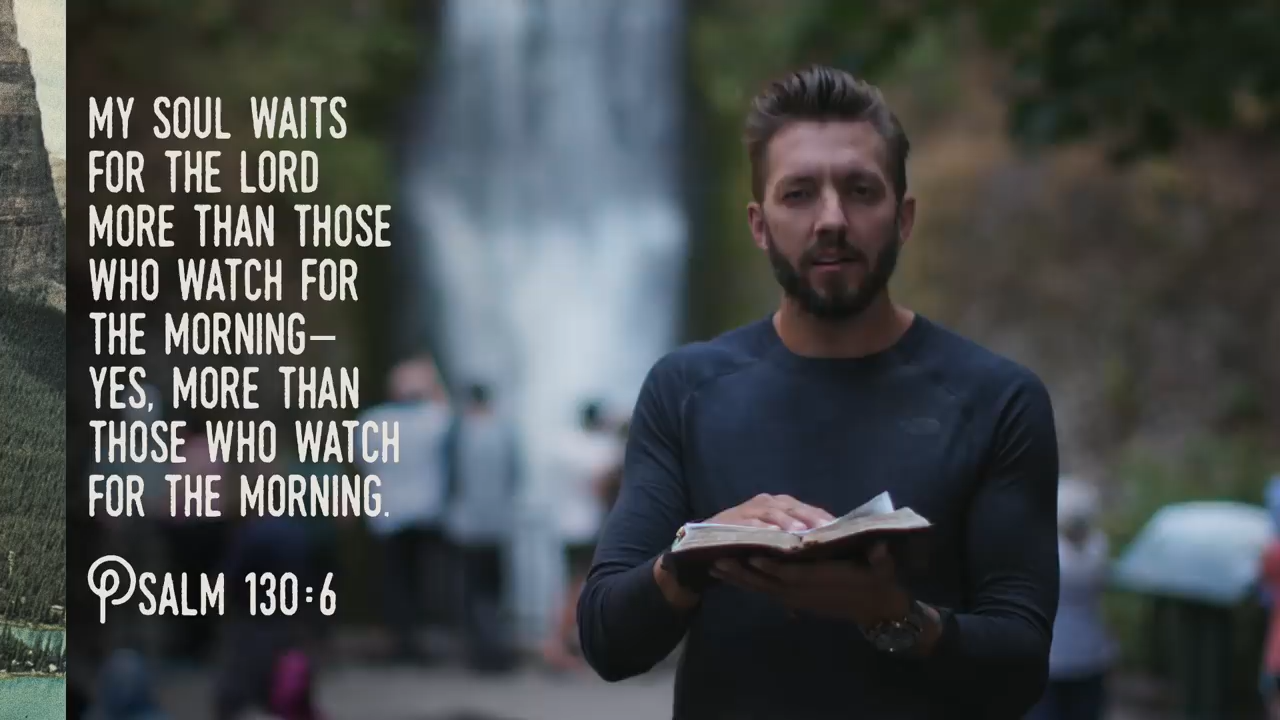 MY SOUL WAITS
FOR THE LORD
MORE THAN THOSE
WHO WATCH FOR
THE MORNING—
YES, MORE THAN
THOSE WHO WATCH
FOR THE MORNING.
PSALM 130:6